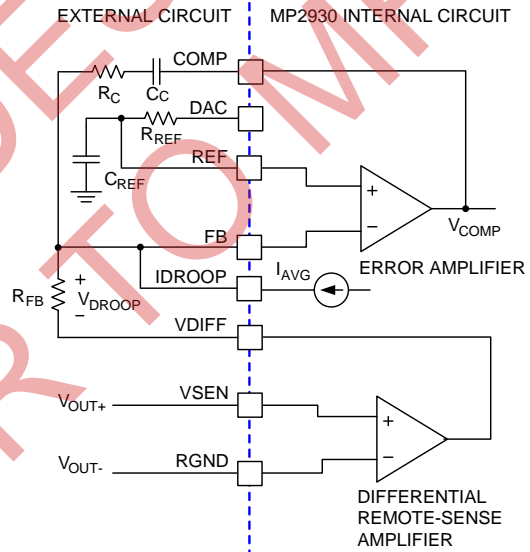 EXTERNAL CIRCUIT
MP2930 INTERNAL CIRCUIT
COMP
RC
CC
DAC
RREF
REF
CREF
+
−
VCOMP
FB
ERROR AMPLIFIER
IDROOP
IAVG
RFB
+
VDROOP
−
VDIFF
VOUT+
VSEN
+
VOUT-
RGND
−
DIFFERENTIAL
REMOTE-SENSE
AMPLIFIER